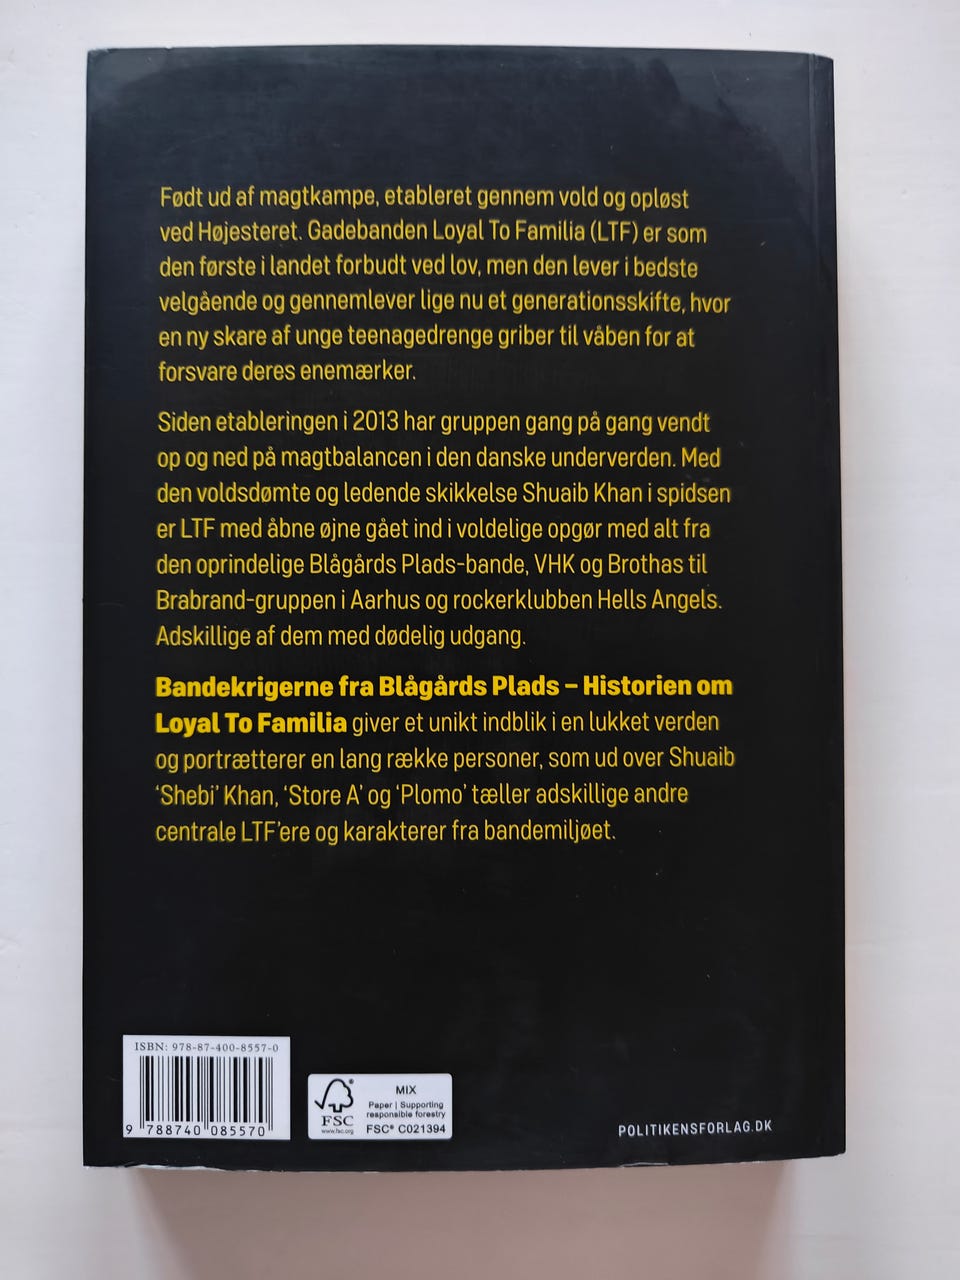 Født ud af magtkampe, etableret gennem vold og opløst
ved Højesteret. Gadebanden Loyal To Familia (LTF) er som
den første i landet forbudt ved lov, men den lever i bedste
velgående og gennemlever lige nu et generationsskifte, hvor
en ny skare af unge teenagedrenge griber til våben for at
forsvare deres enemærker.
Siden etableringen i 2013 har gruppen gang på gang vendt
op og ned på magtbalancen i den danske underverden. Med
den voldsdømte og ledende skikkelse Shuaib Khan i spidsen
er LTF med åbne øjne gået ind i voldelige opgør med alt fra
den oprindelige Blågårds Plads-bande, VHK og Brothas til
Brabrand-gruppen i Aarhus og rockerklubben Hells Angels.
Adskillige af dem med dødelig udgang.
Bandekrigerne fra Blågårds Plads – Historien om
Loyal To Familia giver et unikt indblik i en lukket verden
og portrætterer en lang række personer, som ud over Shuaib
'Shebi' Khan, 'Store A' og 'Plomo' tæller adskillige andre
centrale LTF'ere og karakterer fra bandemiljøet.
ISBN: 978-87-400-8557-0
9 788740 085570
FSC
www.fsc.org
MIX
Paper | Supporting
responsible forestry
FSC® C021394
POLITIKENSFORLAG.DK